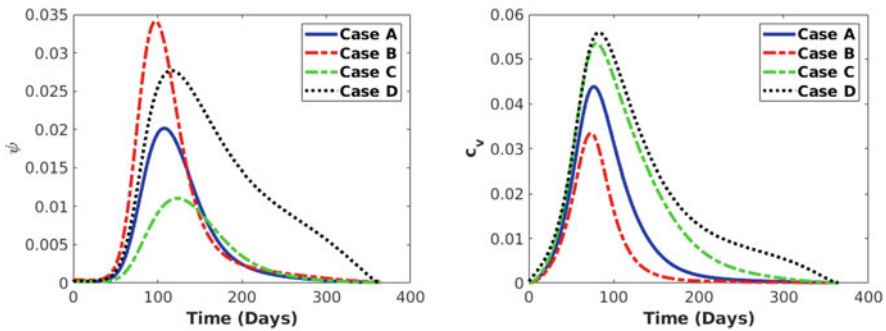 0.035
0.03
0.025
0.02
0.015
0.01
0.005
0
ψ
0 100 200 300 400
Time (Days)
Case A
Case B
Case C
Case D
0.06
0.05
0.04
0.03
0.02
0.01
0
c_v
0 100 200 300 400
Time (Days)
Case A
Case B
Case C
Case D